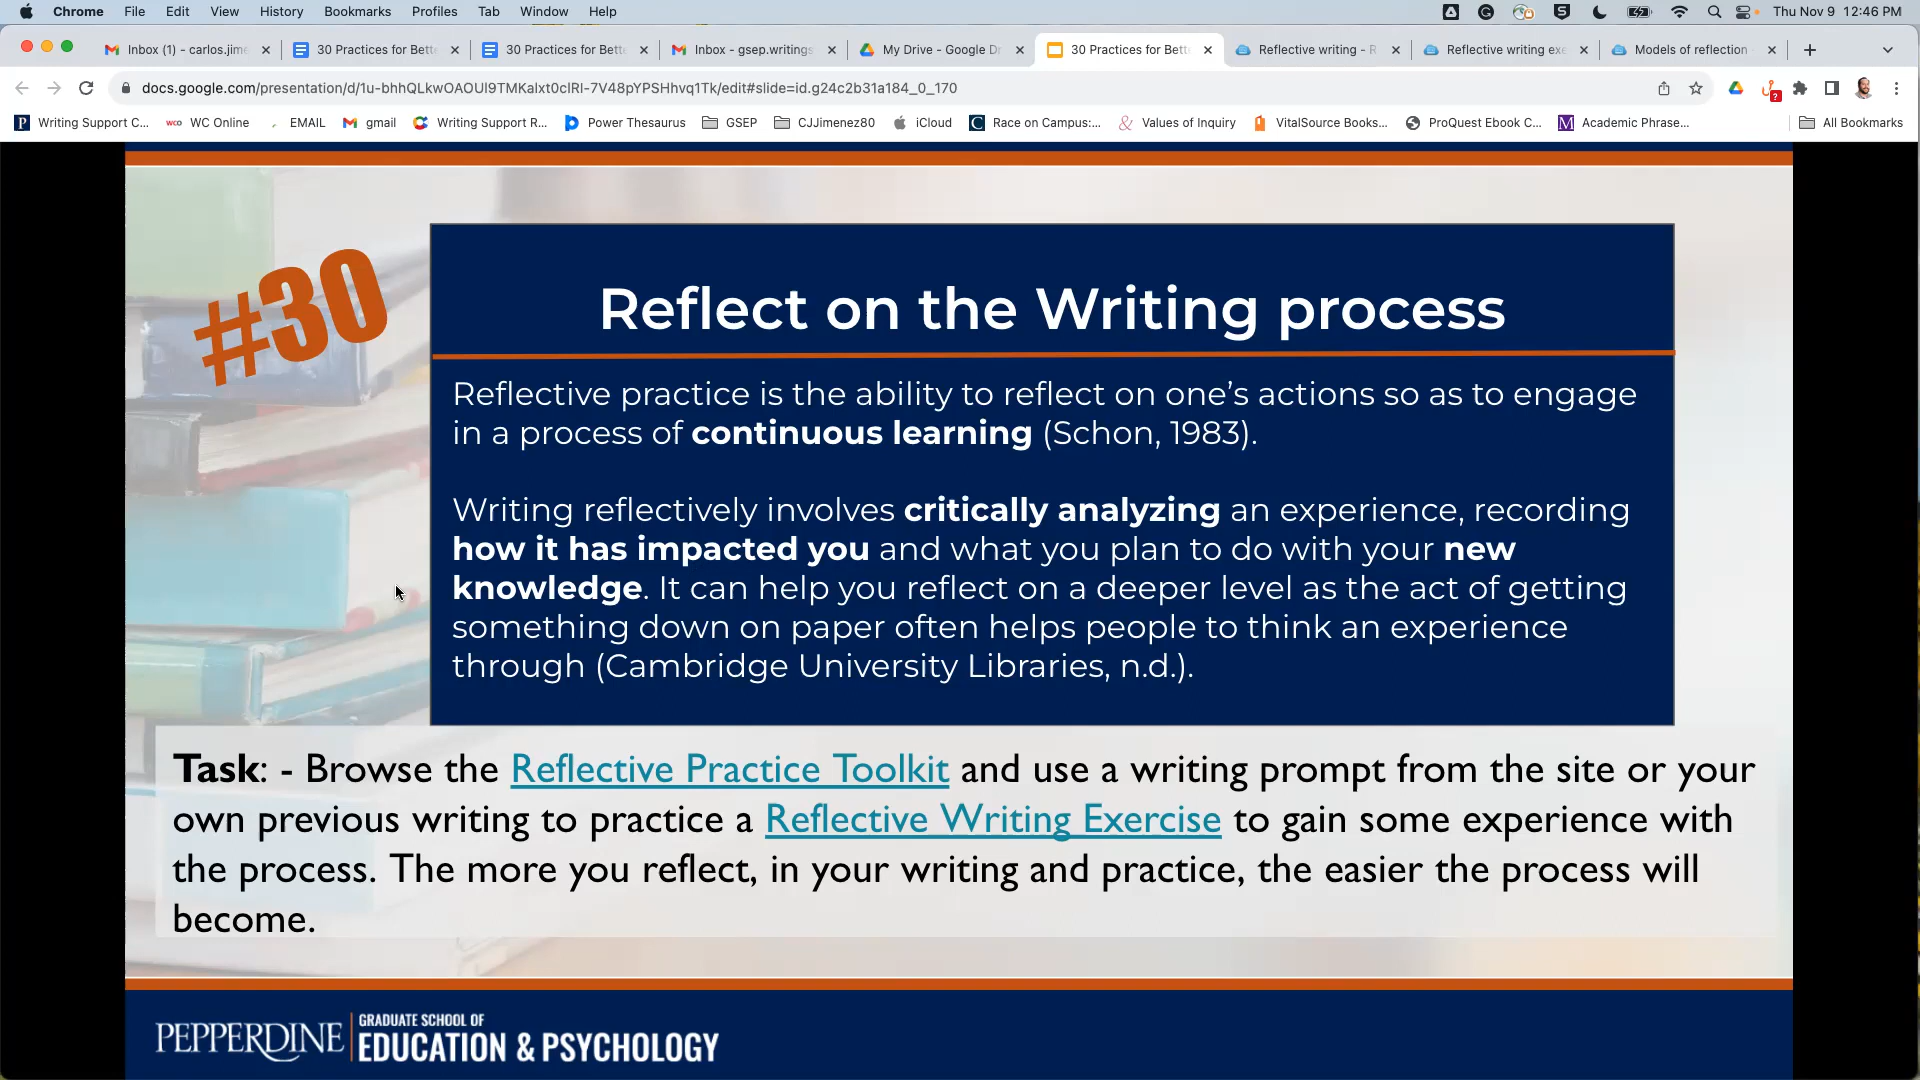 Chrome File Edit View History Bookmarks Profiles Tab Window Help Thu Nov 9 12:46 PM
Inbox (1) - carlos.jime 30 Practices for Bette 30 Practices for Bette Inbox - gsep.writings My Drive - Google Dr 30 Practices for Bette Reflective writing - R Reflective writing exe Models of reflection
docs.google.com/presentation/d/1u-bhhQLkwOAOUl9TMKalxt0clRl-7V48pYPSHhvq1Tk/edit#slide=id.g24c2b31a184_0_170
Writing Support C... WC Online EMAIL gmail Writing Support R... Power Thesaurus GSEP CJJimenez80 iCloud Race on Campus:... Values of Inquiry VitalSource Books... ProQuest Ebook C... Academic Phrase... All Bookmarks
#30
Reflect on the Writing process
Reflective practice is the ability to reflect on one’s actions so as to engage
in a process of continuous learning (Schon, 1983).
Writing reflectively involves critically analyzing an experience, recording
how it has impacted you and what you plan to do with your new
knowledge. It can help you reflect on a deeper level as the act of getting
something down on paper often helps people to think an experience
through (Cambridge University Libraries, n.d.).
Task: - Browse the Reflective Practice Toolkit and use a writing prompt from the site or your
own previous writing to practice a Reflective Writing Exercise to gain some experience with
the process. The more you reflect, in your writing and practice, the easier the process will
become.
PEPPERDINE
GRADUATE SCHOOL OF
EDUCATION & PSYCHOLOGY